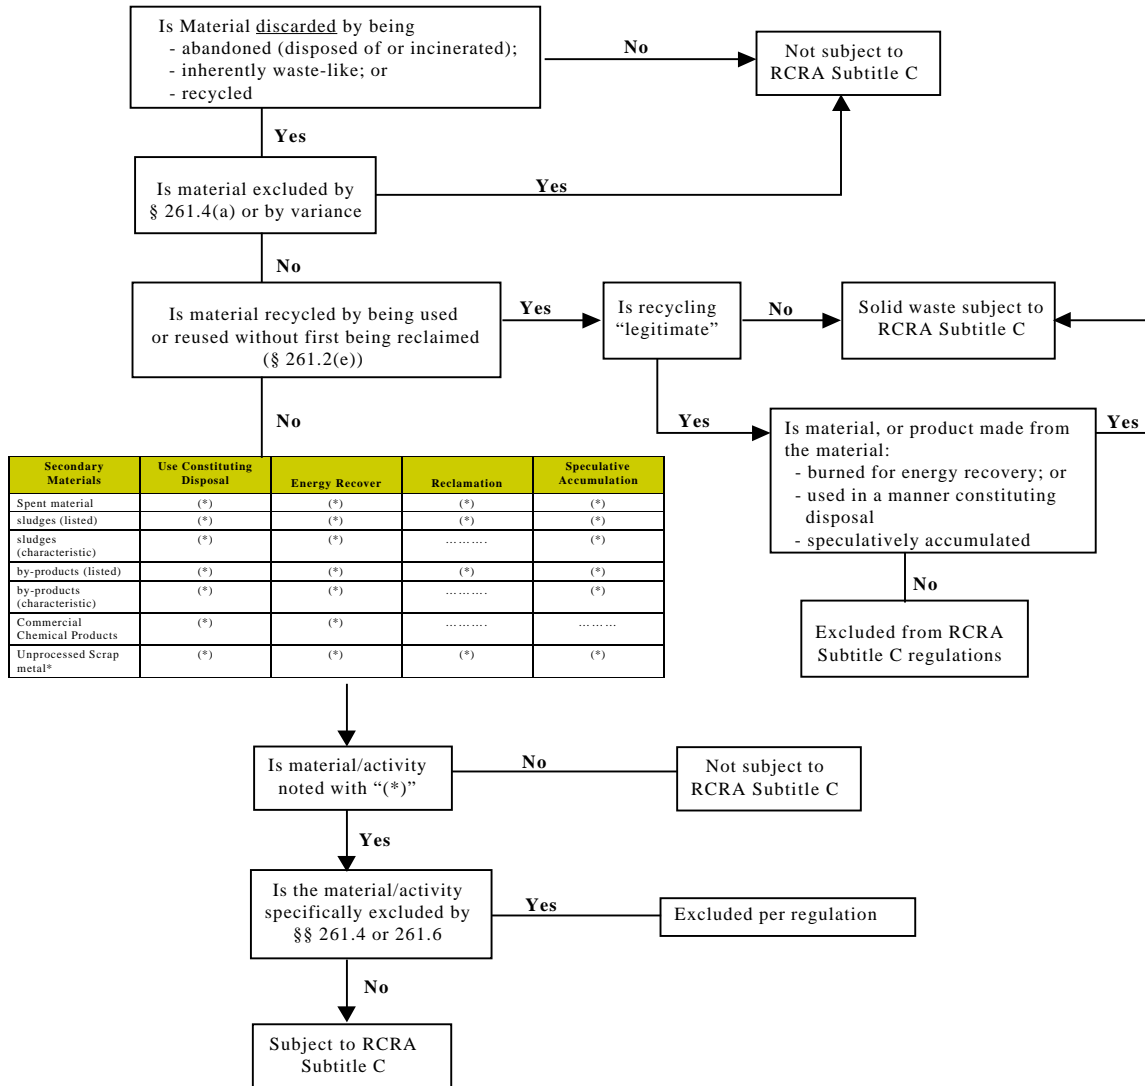 Is Material discarded by being
- abandoned (disposed of or incinerated);
- inherently waste-like; or
- recycled
No
Not subject to
RCRA Subtitle C
Yes
Is material excluded by
§ 261.4(a) or by variance
Yes
No
Is material recycled by being used
or reused without first being reclaimed
(§ 261.2(e))
Yes
Is recycling
“legitimate”
No
Solid waste subject to
RCRA Subtitle C
No
Yes
Is material, or product made from
the material:
- burned for energy recovery; or
- used in a manner constituting
disposal
- speculatively accumulated
Yes
No
Excluded from RCRA
Subtitle C regulations
Secondary Materials | Use Constituting Disposal | Energy Recover | Reclamation | Speculative Accumulation
Spent material (*) (*) (*) (*)
sludges (listed) (*) (*) (*) (*)
sludges
(characteristic) (*) (*) ………. (*)
by-products (listed) (*) (*) (*) (*)
by-products
(characteristic) (*) (*) ………. (*)
Commercial
Chemical Products (*) (*) ………. ………
Unprocessed Scrap
metal* (*) (*) (*) (*)
Is material/activity
noted with “(*)”
No
Not subject to
RCRA Subtitle C
Yes
Is the material/activity
specifically excluded by
§§ 261.4 or 261.6
Yes
Excluded per regulation
No
Subject to RCRA
Subtitle C